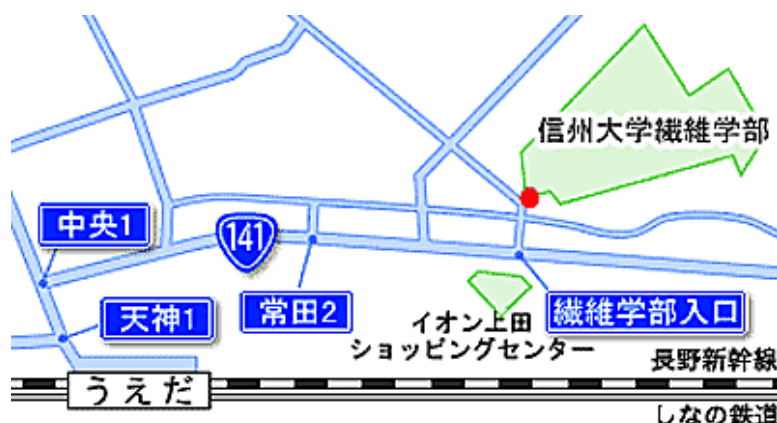 信州大学繊維学部
中央1
141
天神1
常田2
繊維学部入口
イオン上田
ショッピングセンター
長野新幹線
うえだ
しなの鉄道